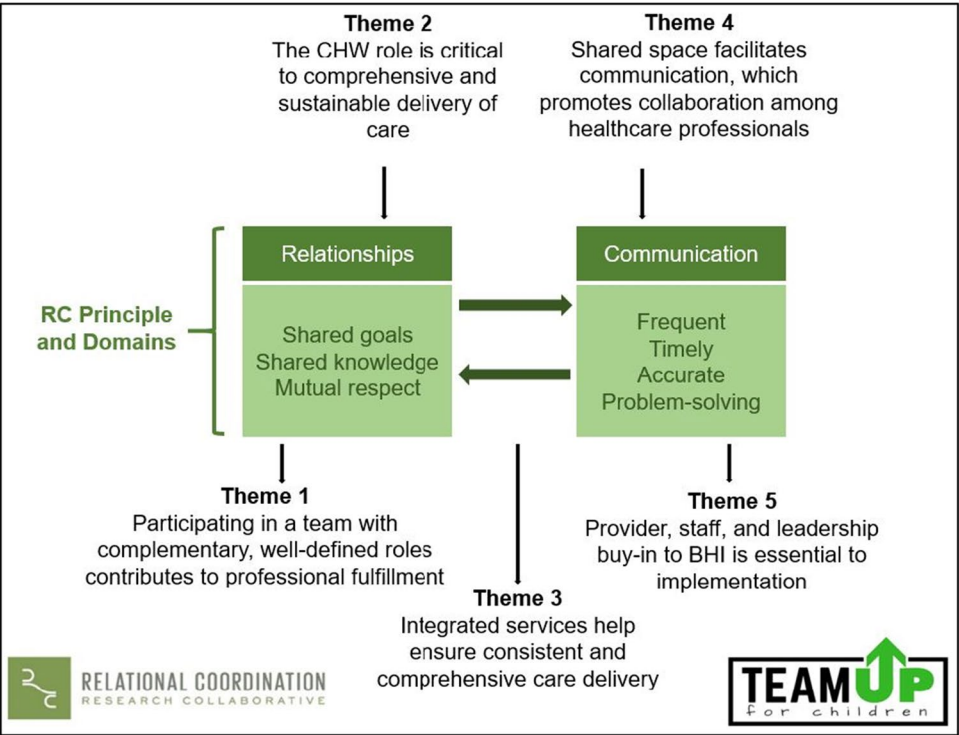 Theme 2
The CHW role is critical
to comprehensive and
sustainable delivery of
care
Theme 4
Shared space facilitates
communication, which
promotes collaboration among
healthcare professionals
RC Principle
and Domains
Relationships
Shared goals
Shared knowledge
Mutual respect
Communication
Frequent
Timely
Accurate
Problem-solving
Theme 1
Participating in a team with
complementary, well-defined roles
contributes to professional fulfillment
Theme 3
Integrated services help
ensure consistent and
comprehensive care delivery
Theme 5
Provider, staff, and leadership
buy-in to BHI is essential to
implementation
RELATIONAL COORDINATION
RESEARCH COLLABORATIVE
TEAM UP
for children